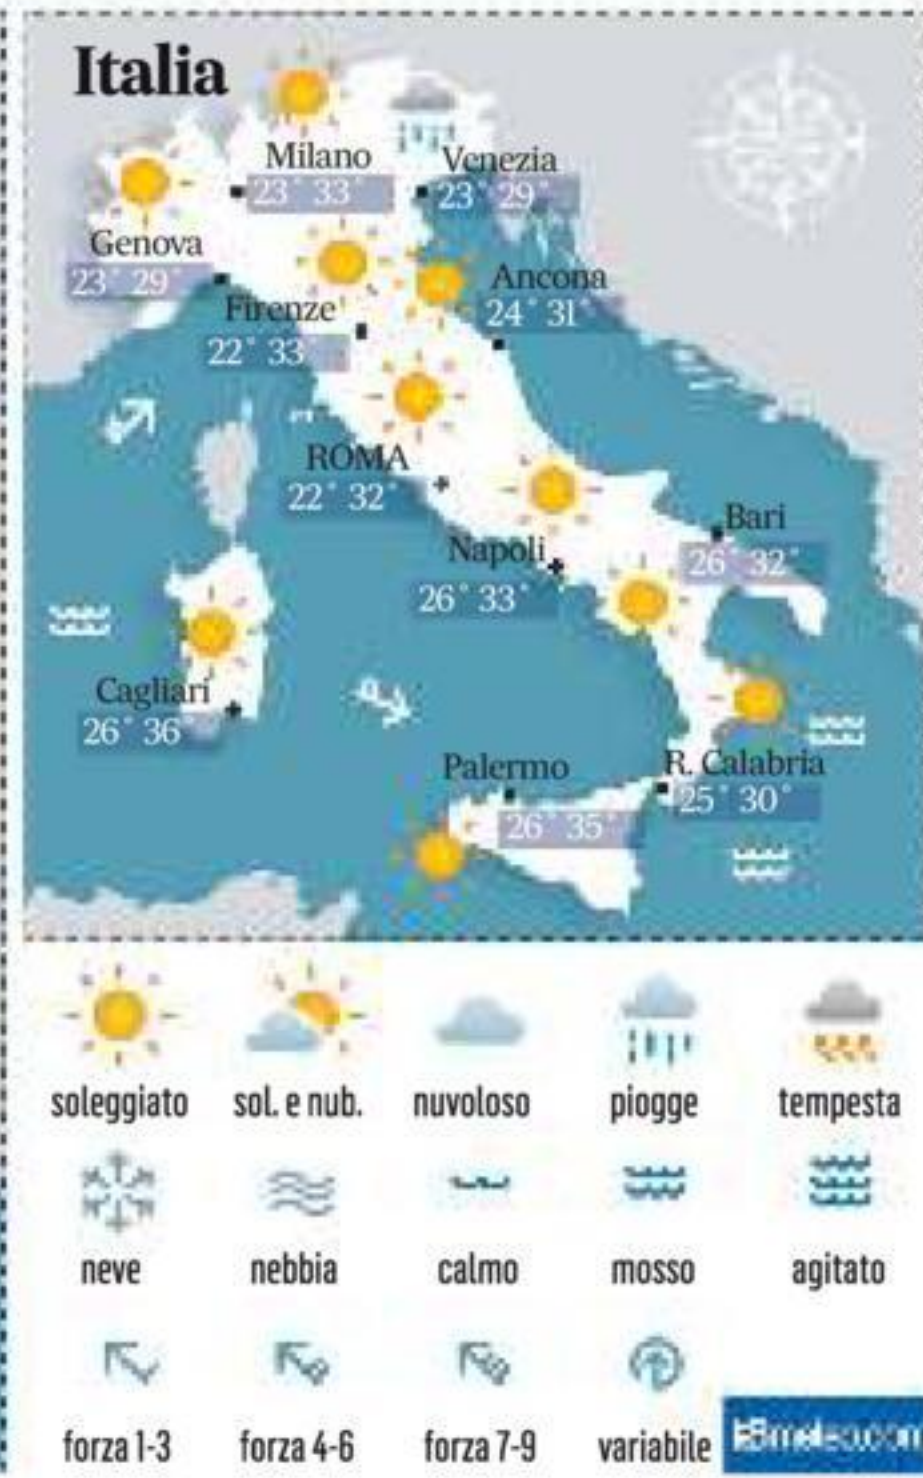 Italia
Milano
23° 33°
Venezia
23° 29°
Genova
23° 29°
Ancona
24° 31°
Firenze
22° 33°
ROMA
22° 32°
Bari
26° 32°
Napoli
26° 33°
Cagliari
26° 36°
Palermo
26° 35°
R. Calabria
25° 30°
soleggiato sol. e nub. nuvoloso piogge tempesta
neve nebbia calmo mosso agitato
forza 1-3 forza 4-6 forza 7-9 variabile